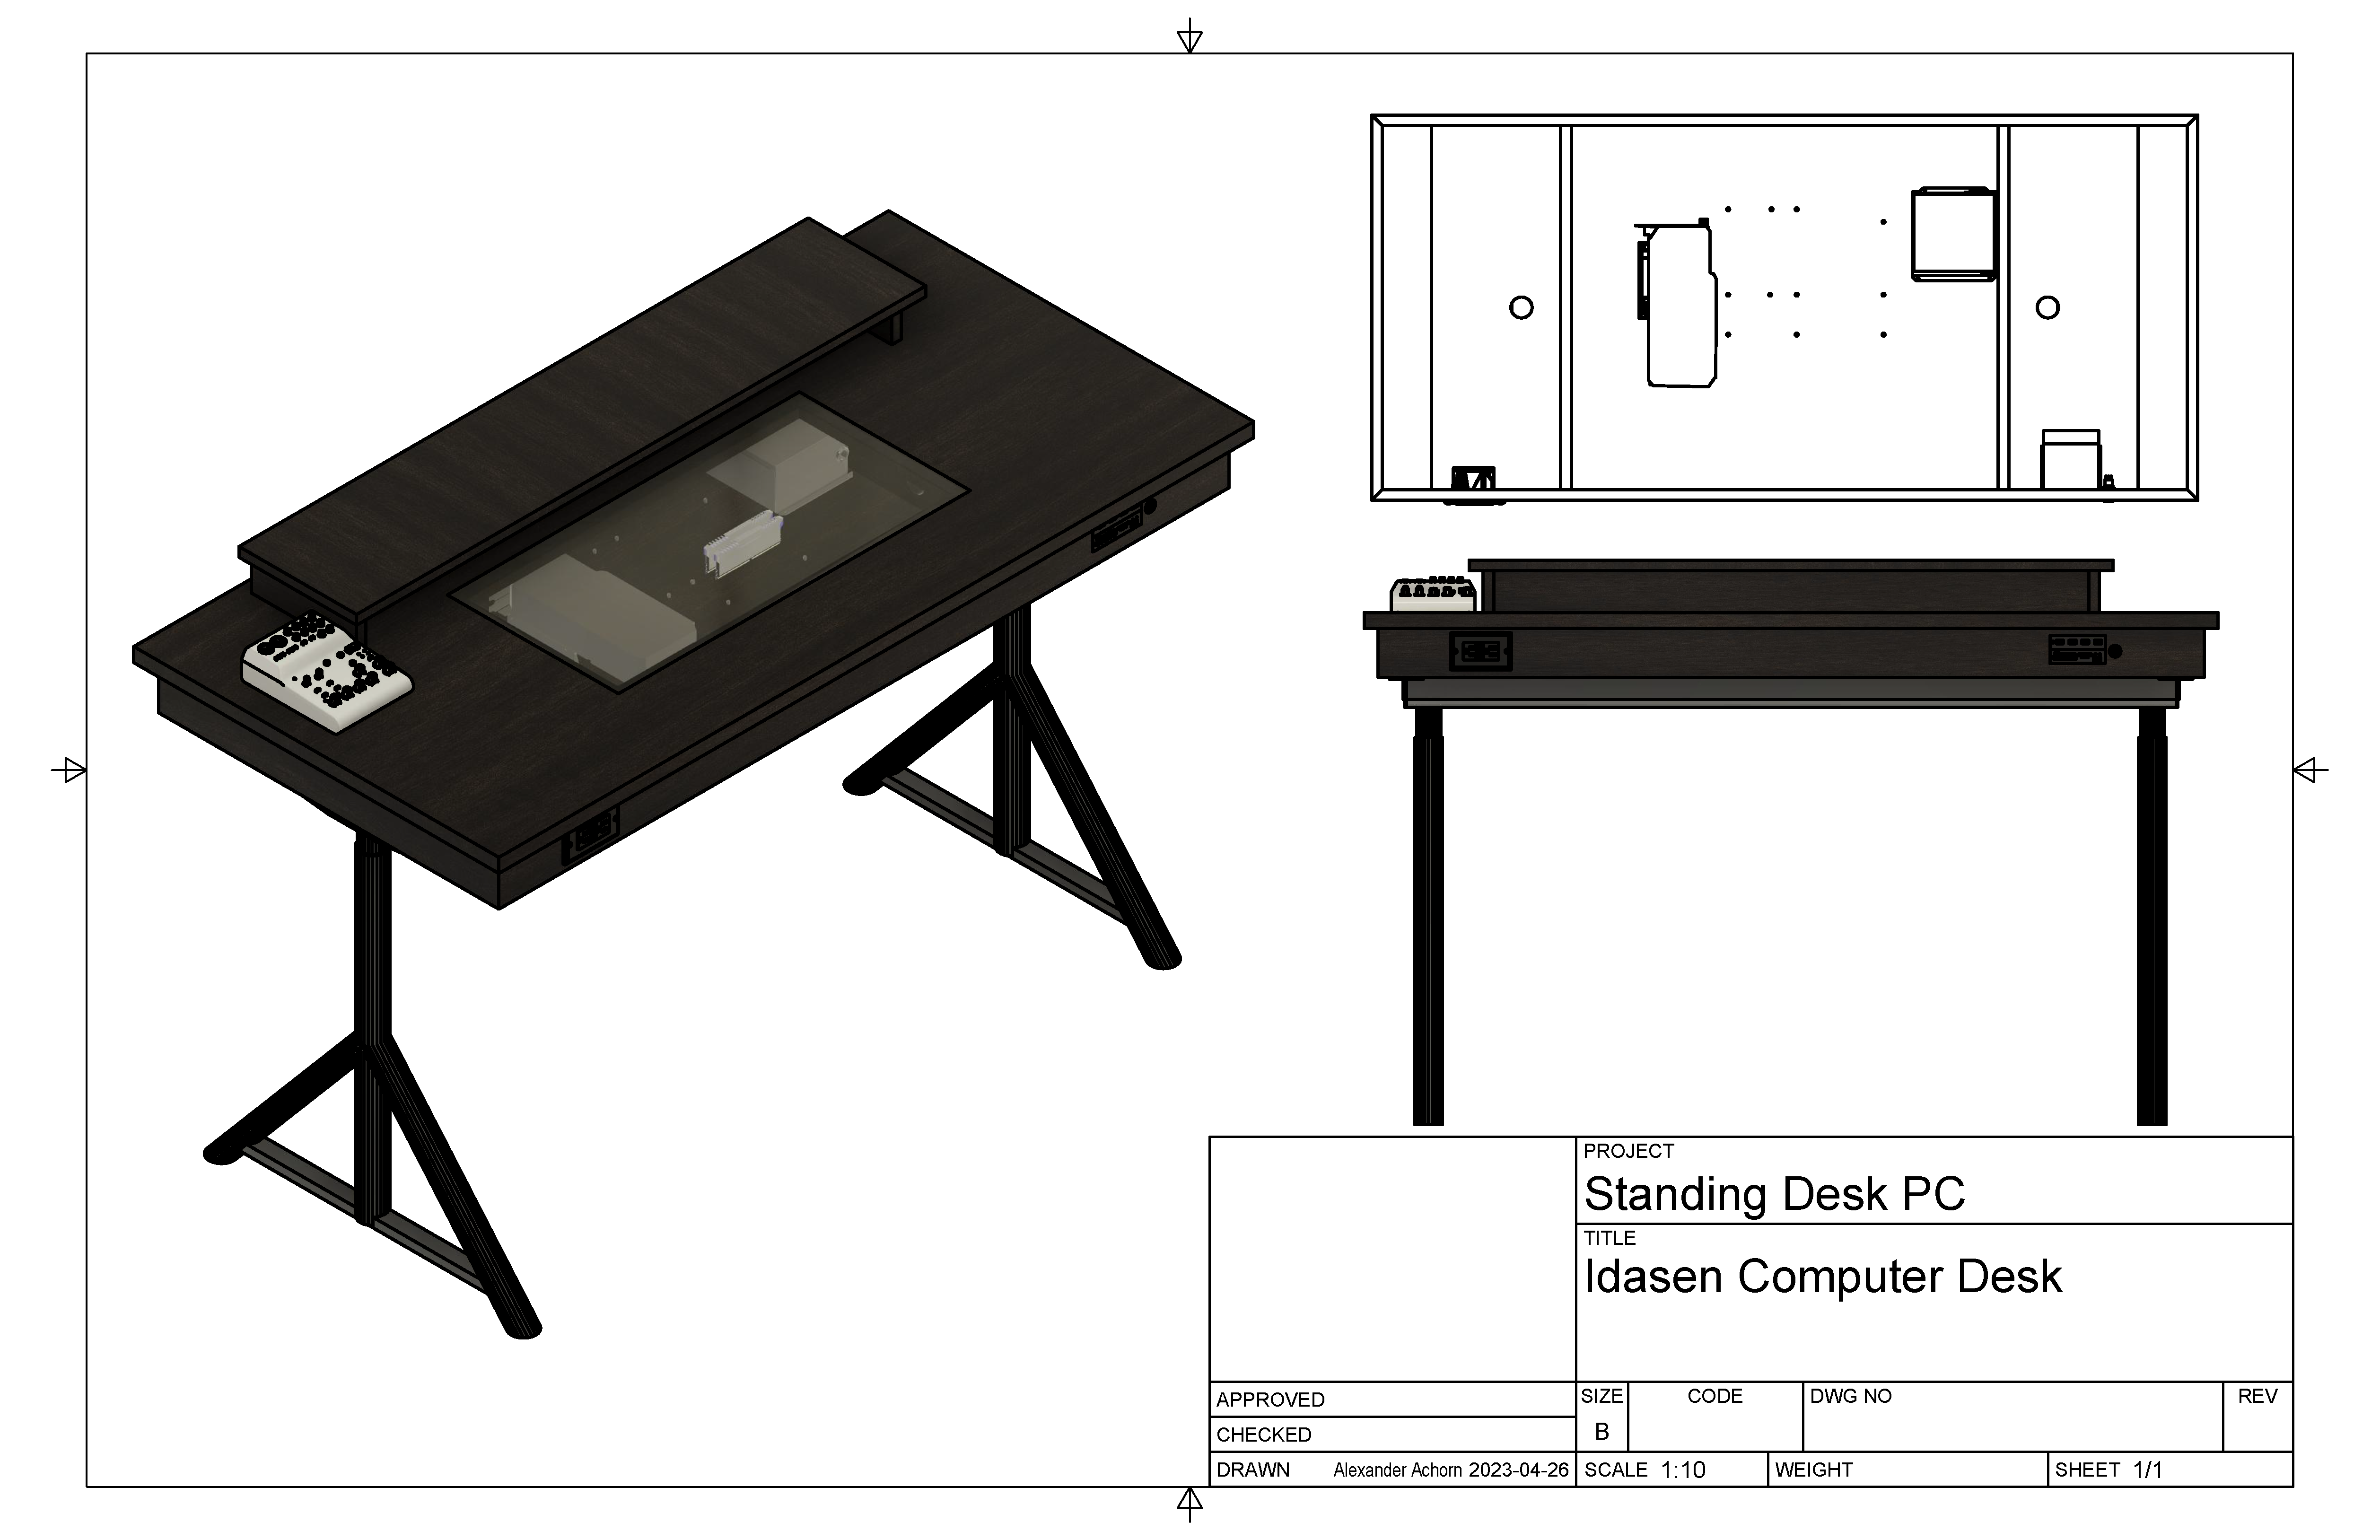 PROJECT
Standing Desk PC
TITLE
Idasen Computer Desk
APPROVED
CHECKED
DRAWN Alexander Achorn 2023-04-26
SIZE
B
CODE
DWG NO
REV
SCALE 1:10
WEIGHT
SHEET 1/1